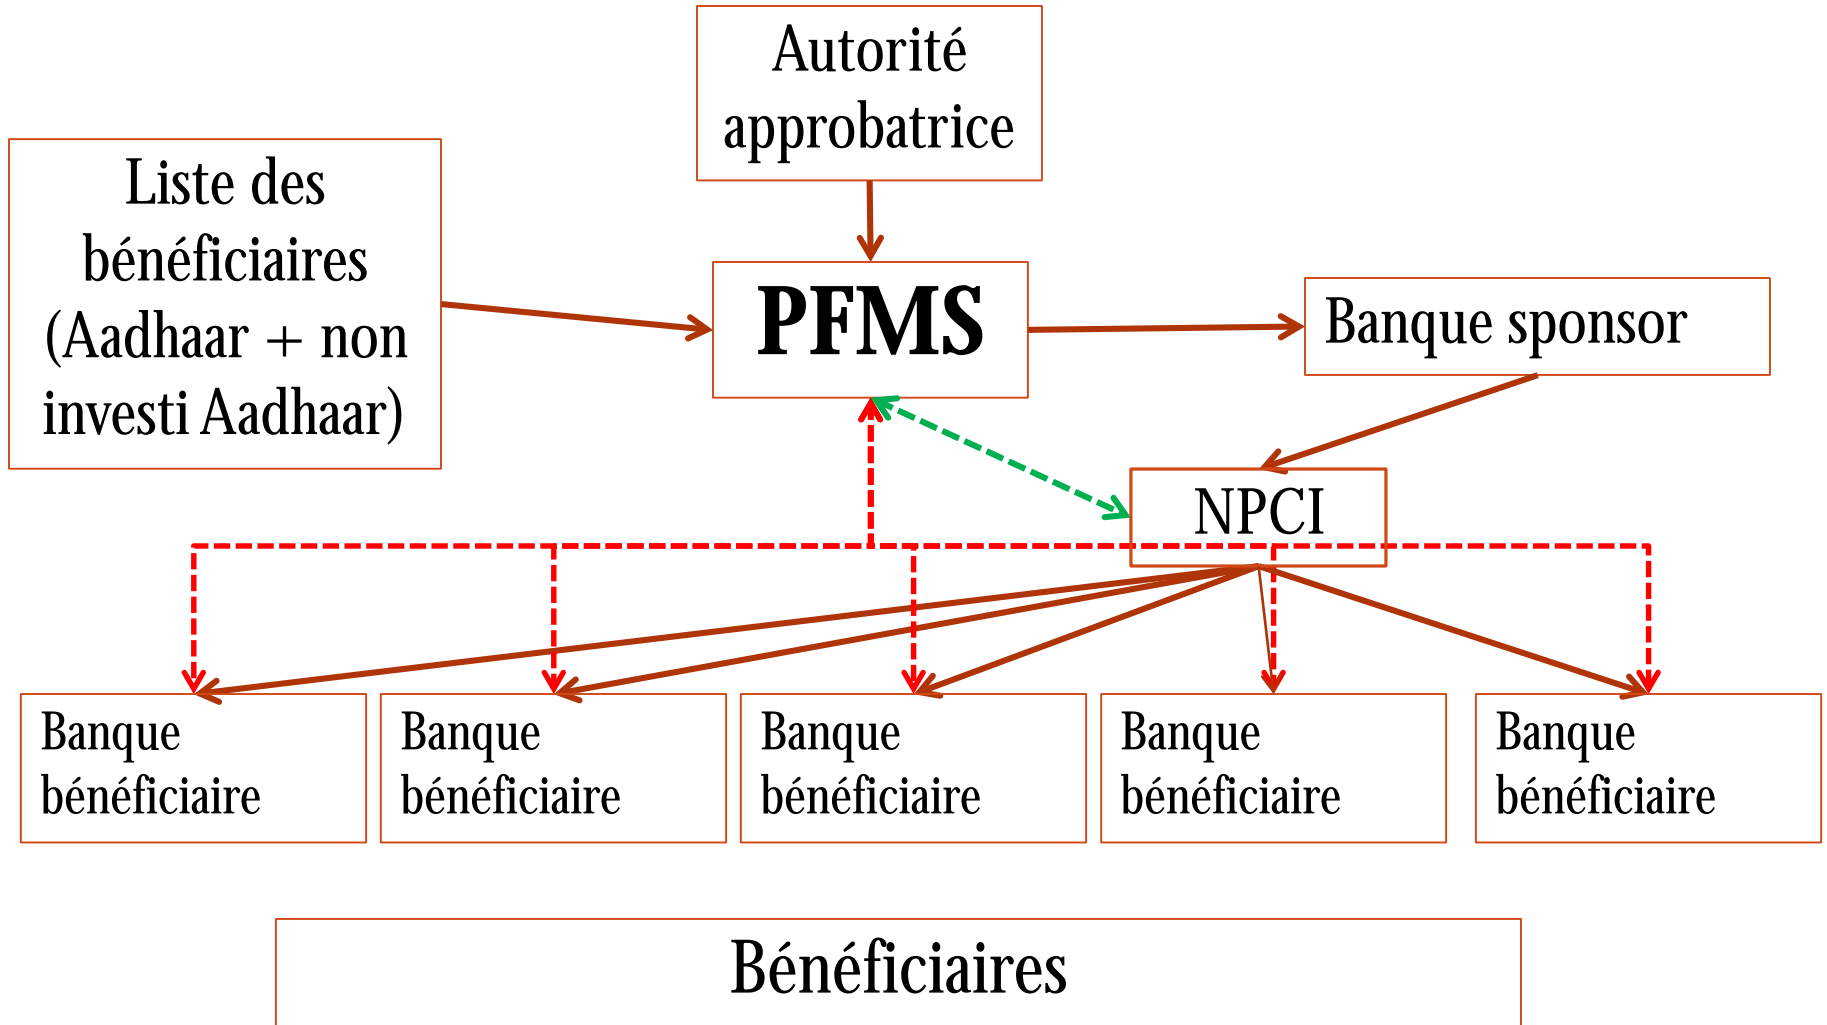 Autorité
approbatrice
Liste des
bénéficiaires
(Aadhaar + non
investi Aadhaar)
PFMS
Banque sponsor
NPCI
Banque
bénéficiaire
Banque
bénéficiaire
Banque
bénéficiaire
Banque
bénéficiaire
Banque
bénéficiaire
Bénéficiaires